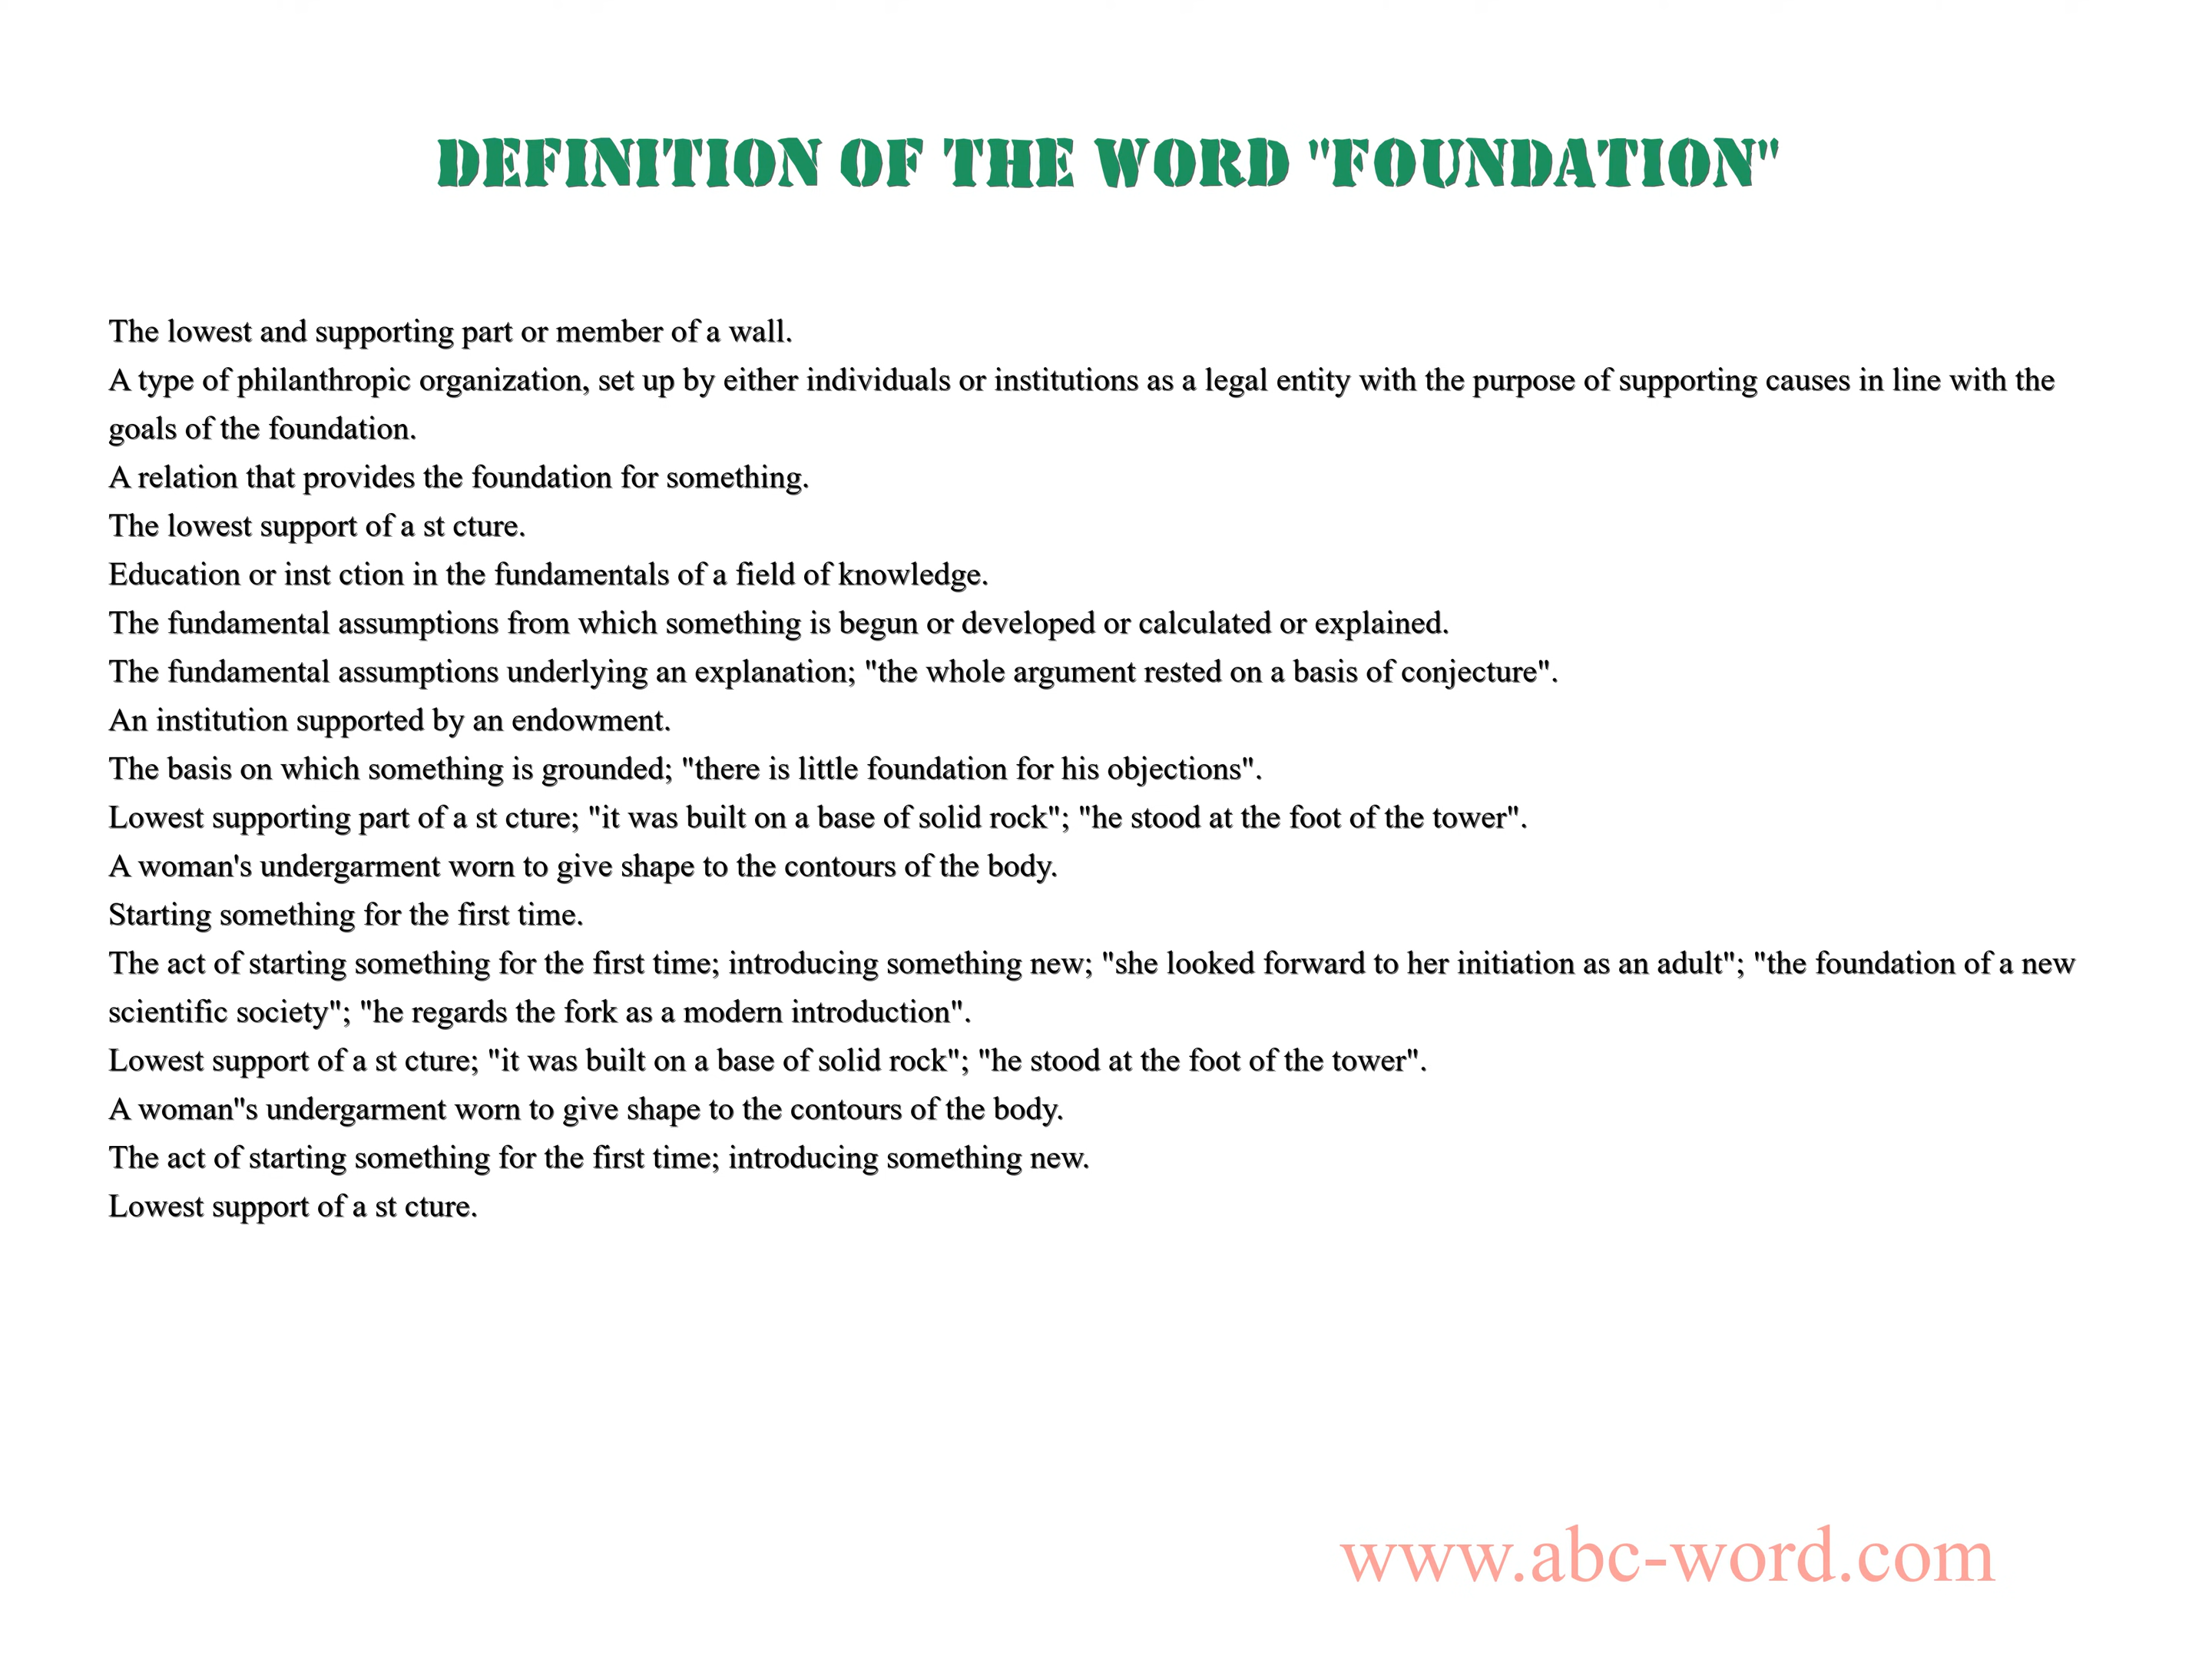 DEFINITION OF THE WORD "FOUNDATION"
The lowest and supporting part or member of a wall.
A type of philanthropic organization, set up by either individuals or institutions as a legal entity with the purpose of supporting causes in line with the
goals of the foundation.
A relation that provides the foundation for something.
The lowest support of a st cture.
Education or inst ction in the fundamentals of a field of knowledge.
The fundamental assumptions from which something is begun or developed or calculated or explained.
The fundamental assumptions underlying an explanation; "the whole argument rested on a basis of conjecture".
An institution supported by an endowment.
The basis on which something is grounded; "there is little foundation for his objections".
Lowest supporting part of a st cture; "it was built on a base of solid rock"; "he stood at the foot of the tower".
A woman's undergarment worn to give shape to the contours of the body.
Starting something for the first time.
The act of starting something for the first time; introducing something new; "she looked forward to her initiation as an adult"; "the foundation of a new
scientific society"; "he regards the fork as a modern introduction".
Lowest support of a st cture; "it was built on a base of solid rock"; "he stood at the foot of the tower".
A woman"s undergarment worn to give shape to the contours of the body.
The act of starting something for the first time; introducing something new.
Lowest support of a st cture.
www.abc-word.com